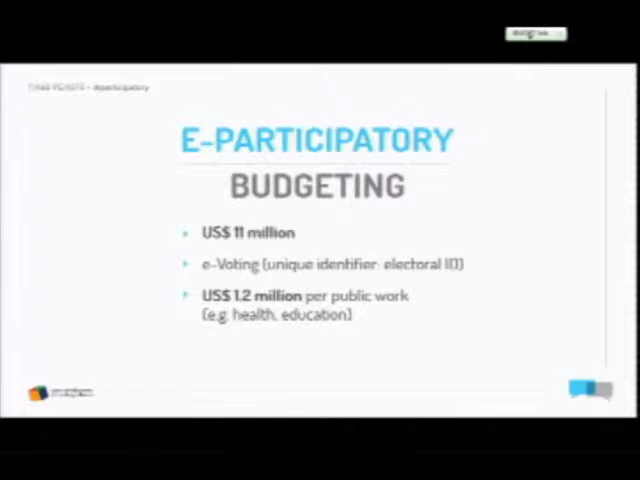 E-PARTICIPATORY
BUDGETING
US$ 11 million
e-Voting (unique identifier: electoral ID)
US$ 1.2 million per public work
(e.g. health, education)